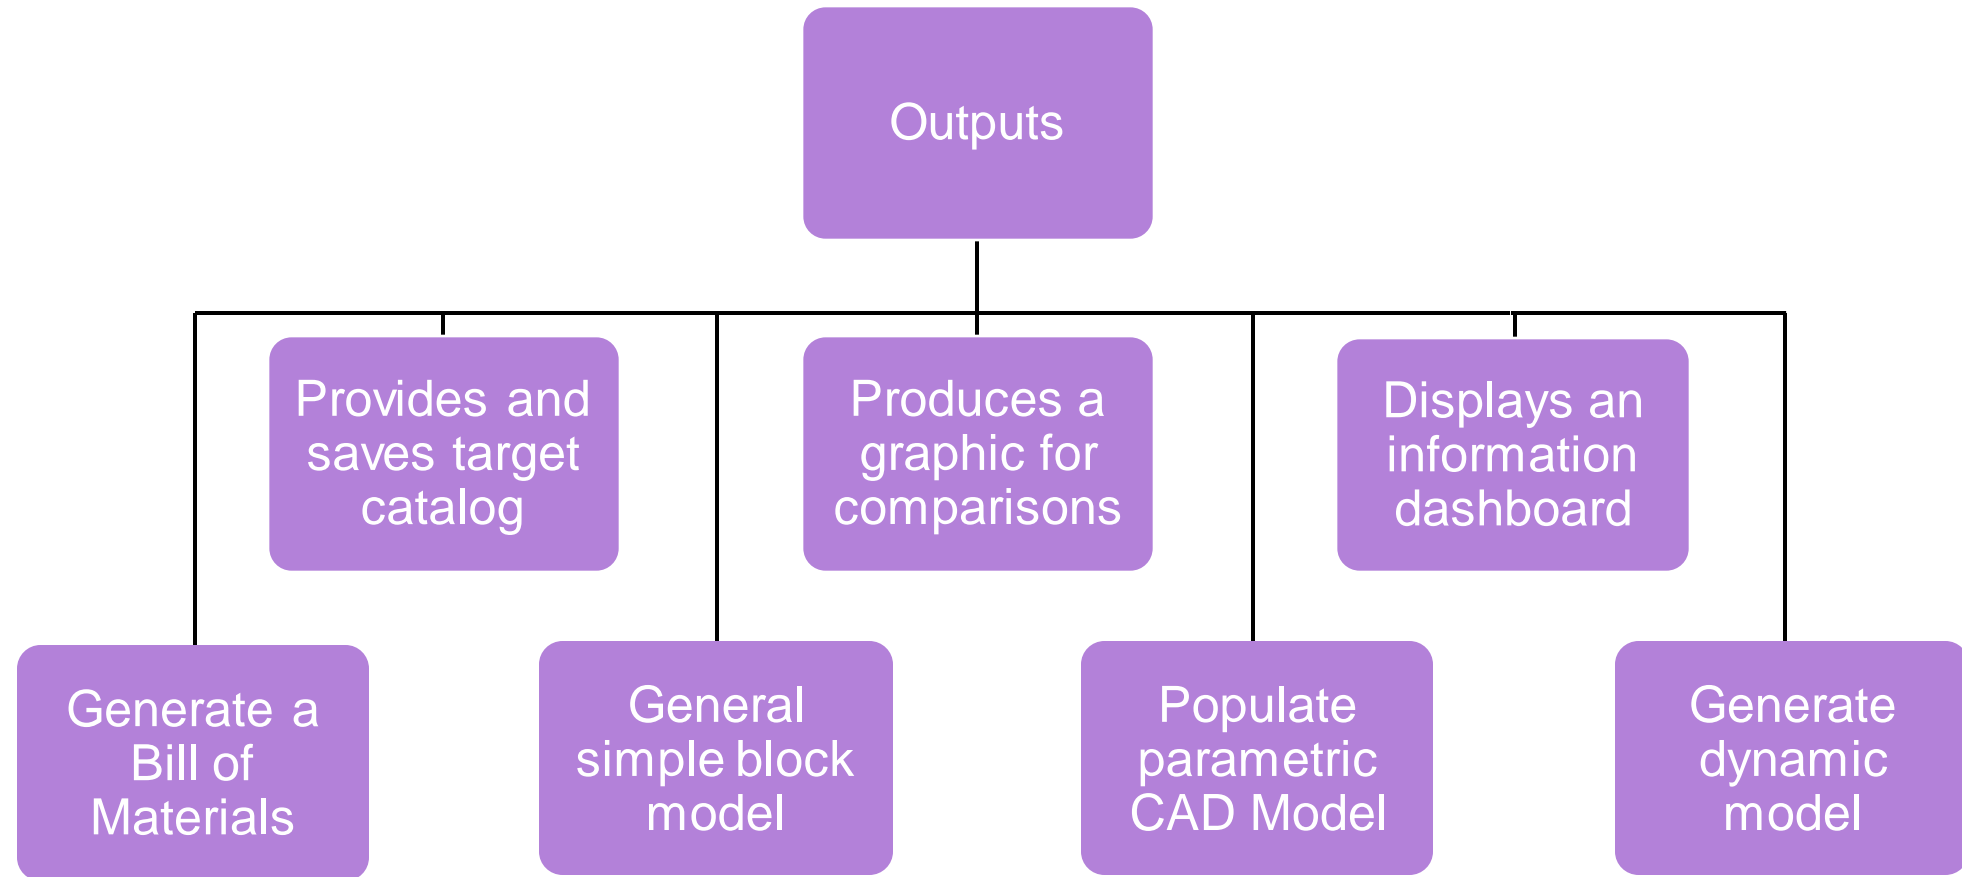 Outputs
Provides and
saves target
catalog
Produces a
graphic for
comparisons
Displays an
information
dashboard
Generate a
Bill of
Materials
General
simple block
model
Populate
parametric
CAD Model
Generate
dynamic
model